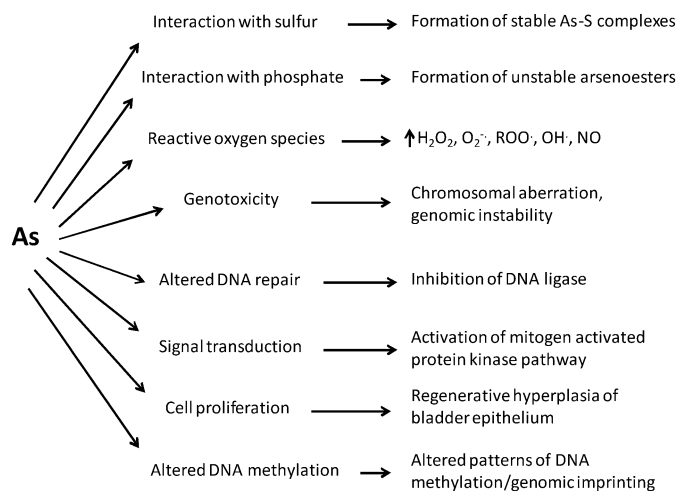 Interaction with sulfur
Formation of stable As-S complexes
Interaction with phosphate
Formation of unstable arsenoesters
Reactive oxygen species
H₂O₂, O₂⁻·, ROO·, OH·, NO
Genotoxicity
Chromosomal aberration,
genomic instability
As
Altered DNA repair
Inhibition of DNA ligase
Signal transduction
Activation of mitogen activated
protein kinase pathway
Cell proliferation
Regenerative hyperplasia of
bladder epithelium
Altered DNA methylation
Altered patterns of DNA
methylation/genomic imprinting